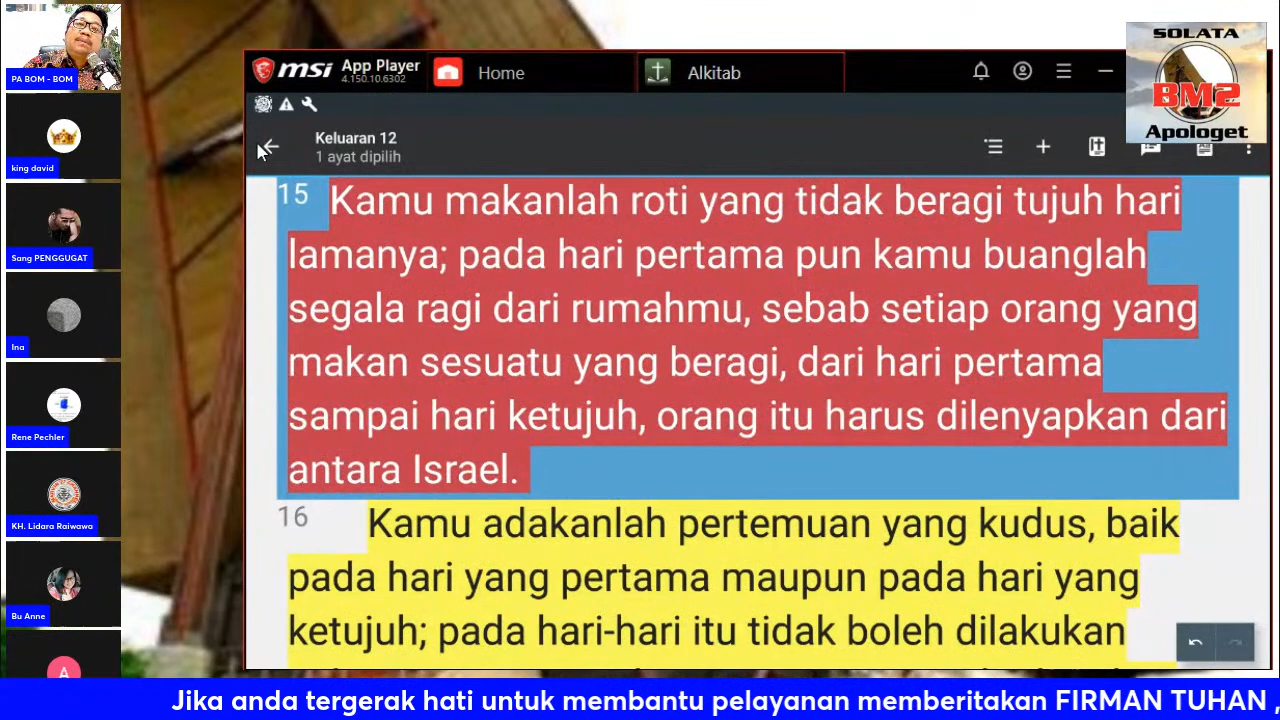 PA BOM - BOM
king david
Sang PENGGUGAT
Ina
Rene Pechler
KH. Lidara Raiwawa
Bu Anne
A
msi App Player
4.150.10.6302
Home
Alkitab
SOLATA
BM2
Apologet
Keluaran 12
1 ayat dipilih
15 Kamu makanlah roti yang tidak beragi tujuh hari
lamanya; pada hari pertama pun kamu buanglah
segala ragi dari rumahmu, sebab setiap orang yang
makan sesuatu yang beragi, dari hari pertama
sampai hari ketujuh, orang itu harus dilenyapkan dari
antara Israel.
16 Kamu adakanlah pertemuan yang kudus, baik
pada hari yang pertama maupun pada hari yang
ketujuh; pada hari-hari itu tidak boleh dilakukan
Jika anda tergerak hati untuk membantu pelayanan memberitakan FIRMAN TUHAN ,